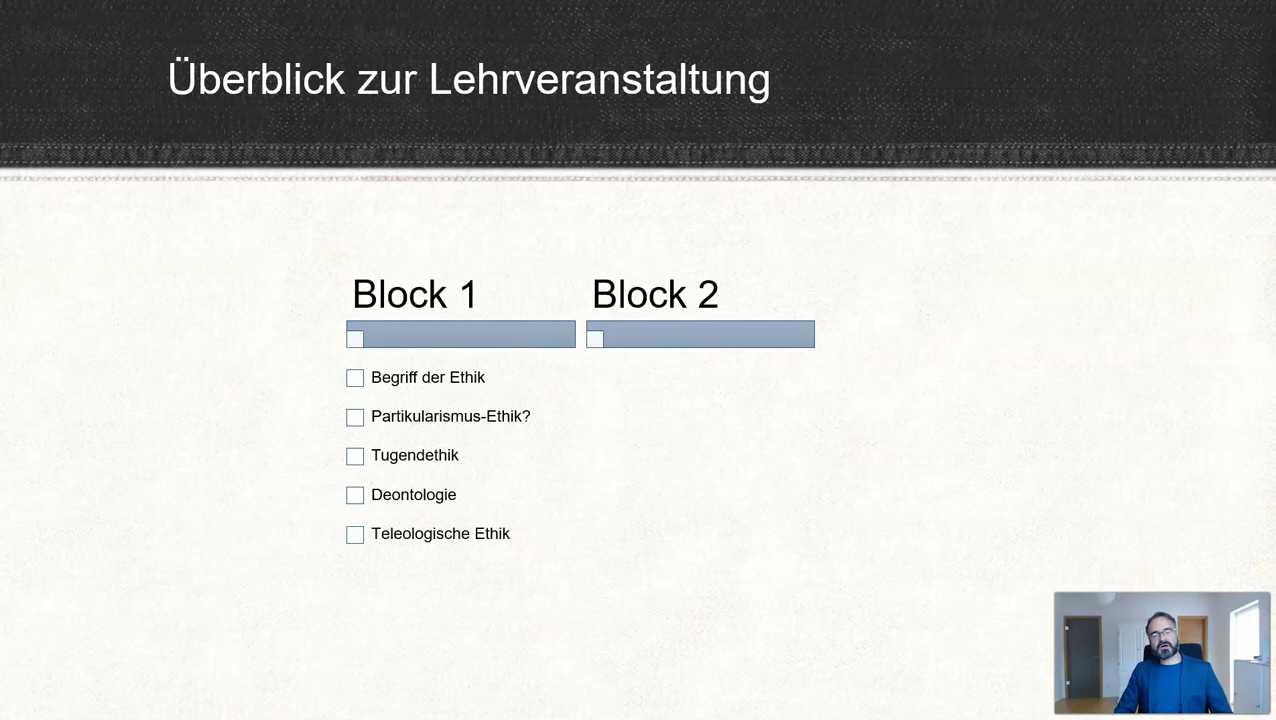 Überblick zur Lehrveranstaltung
Block 1
Block 2
Begriff der Ethik
Partikularismus-Ethik?
Tugendethik
Deontologie
Teleologische Ethik